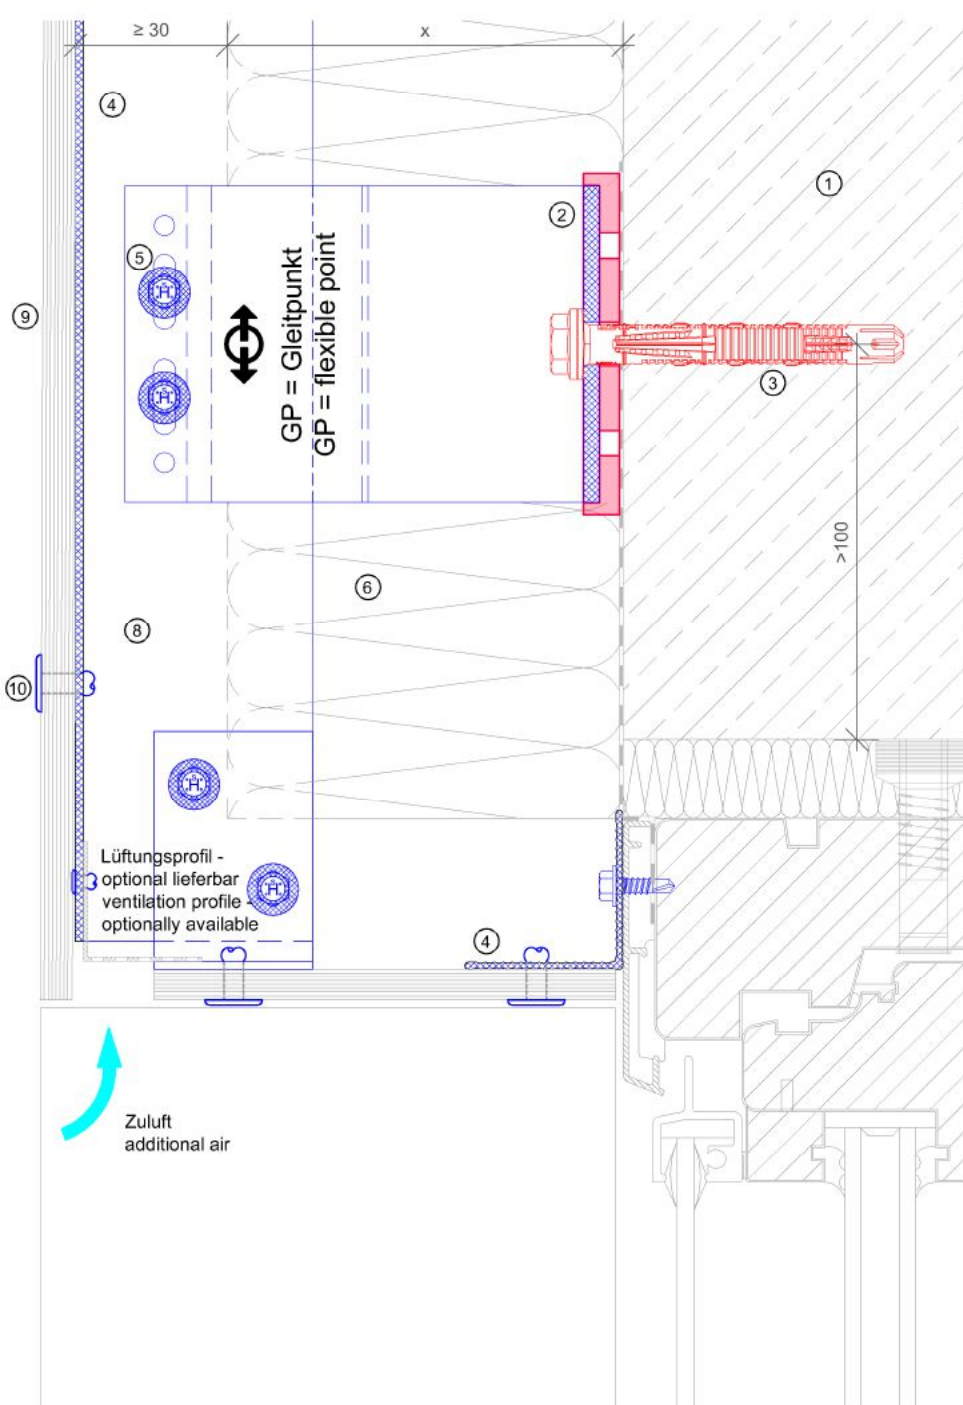 ≥ 30
x
4
1
2
5
GP = Gleitpunkt
GP = flexible point
9
H
3
H
>100
6
8
10
H
Lüftungsprofil -
optional lieferbar
ventilation profile -
optionally available
H
4
Zuluft
additional air